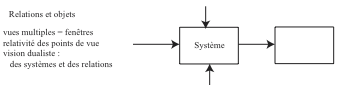 Relations et objets
vues multiples = fenêtres
relativité des points de vue
vision dualiste :
des systèmes et des relations
Système